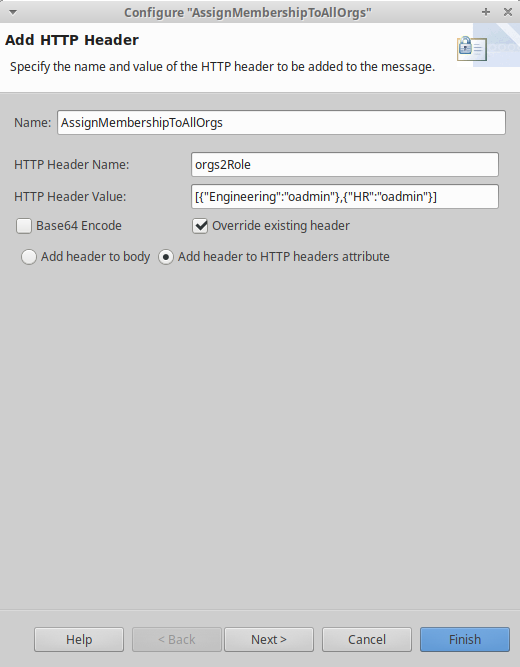 Configure "AssignMembershipToAllOrgs"
Add HTTP Header
Specify the name and value of the HTTP header to be added to the message.
Name: AssignMembershipToAllOrgs
HTTP Header Name: orgs2Role
HTTP Header Value: [{"Engineering":"oadmin"},{"HR":"oadmin"}]
Base64 Encode Override existing header
Add header to body Add header to HTTP headers attribute
Help < Back Next > Cancel Finish